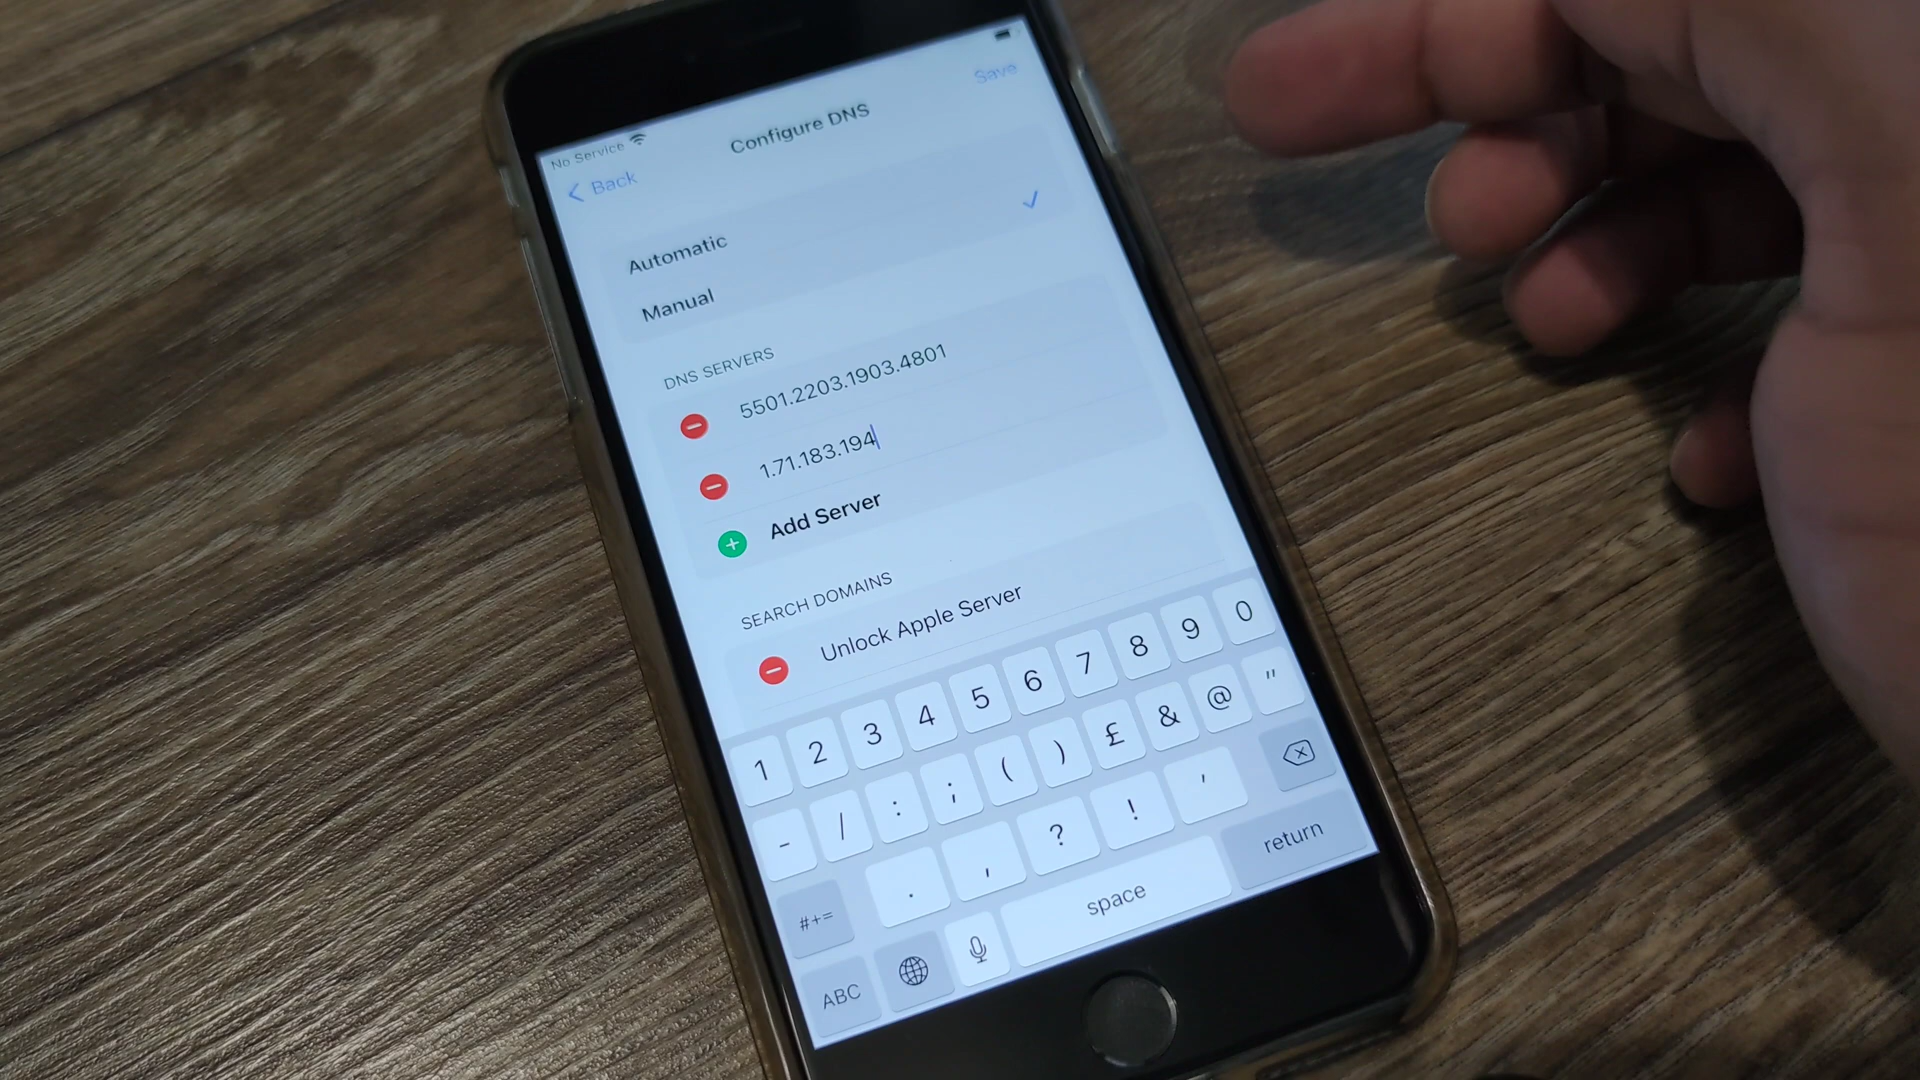 No Service
Save
Back
Configure DNS
Automatic
Manual
DNS SERVERS
5501.2203.1903.4801
1.71.183.194
Add Server
SEARCH DOMAINS
Unlock Apple Server
1 2 3 4 5 6 7 8 9 0
- / : ; ( ) £ & @ "
#+= . , ? ! '
ABC space return